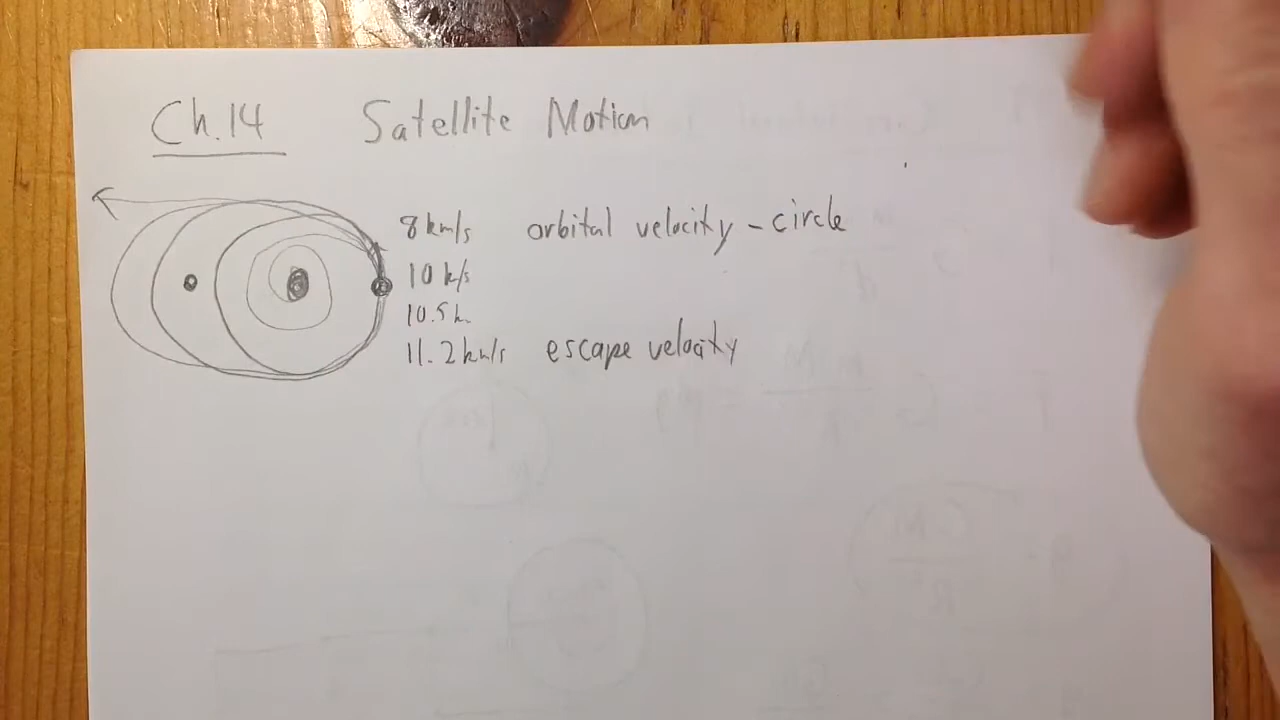 Ch.14 Satellite Motion
8 km/s orbital velocity - circle
10 k/s
10.5 k
11.2 km/s escape velocity